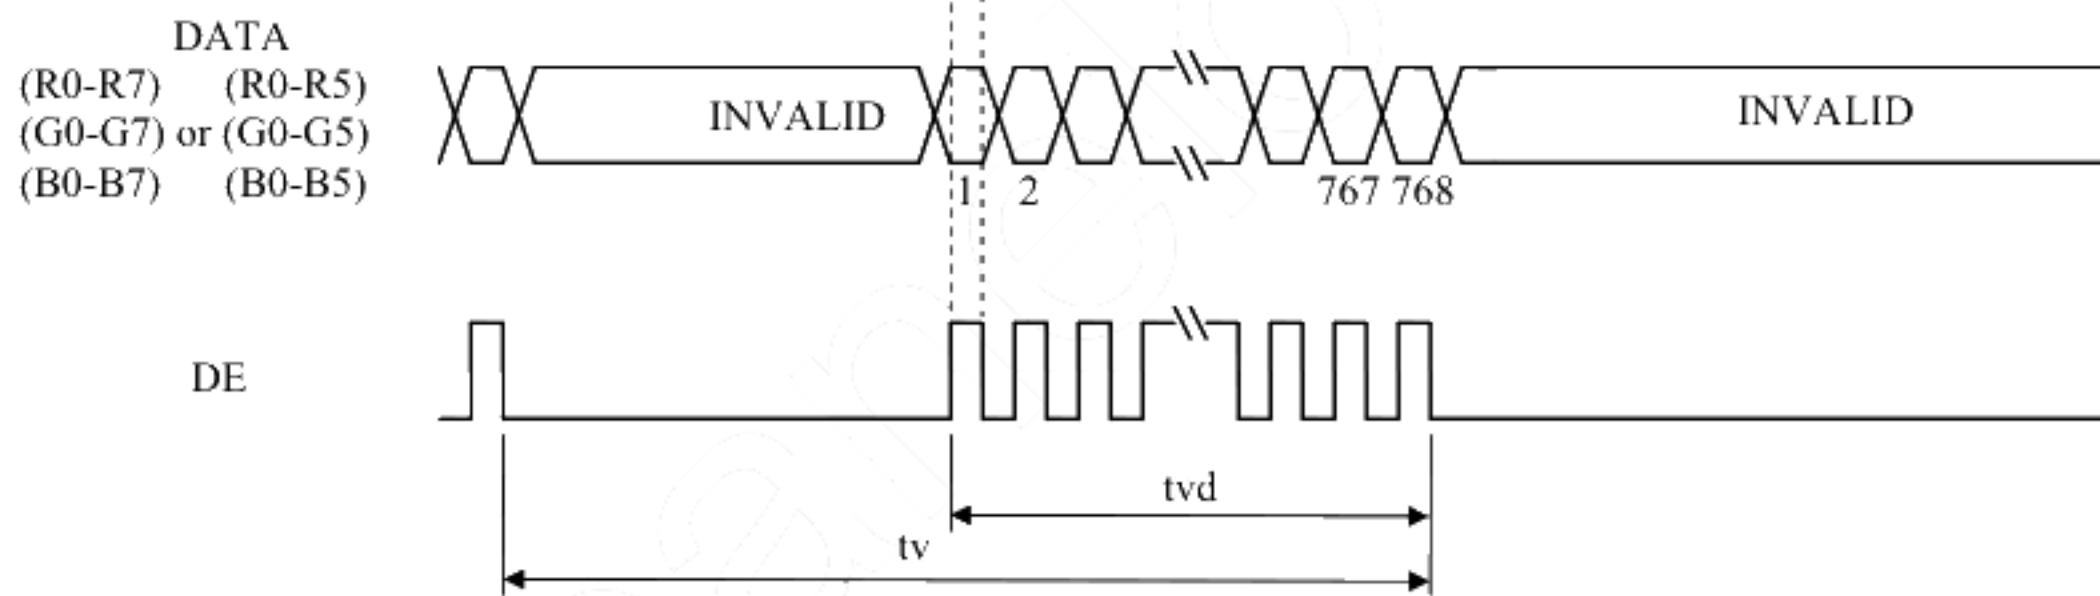 DATA
(R0-R7) (R0-R5)
(G0-G7) or (G0-G5)
(B0-B7) (B0-B5)
INVALID
INVALID
1 2 767 768
DE
tvd
tv